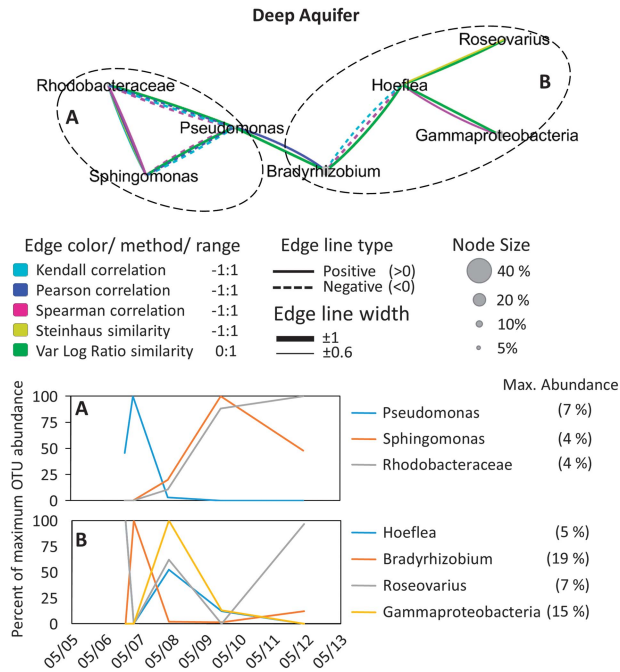 Deep Aquifer
Roseovarius
Rhodobacteraceae
Hoeflea
B
A
Pseudomonas
Gammaproteobacteria
Sphingomonas
Bradyrhizobium
Edge color/ method/ range
Kendall correlation -1:1
Pearson correlation -1:1
Spearman correlation -1:1
Steinhaus similarity -1:1
Var Log Ratio similarity 0:1
Edge line type
Positive (>0)
Negative (<0)
Edge line width
±1
±0.6
Node Size
40 %
20 %
10%
5%
Percent of maximum OTU abundance
A
100
75
50
25
0
Max. Abundance
Pseudomonas (7 %)
Sphingomonas (4 %)
Rhodobacteraceae (4 %)
B
100
75
50
25
0
Hoeflea (5 %)
Bradyrhizobium (19 %)
Roseovarius (7 %)
Gammaproteobacteria (15 %)
05/05 05/06 05/07 05/08 05/09 05/10 05/11 05/12 05/13